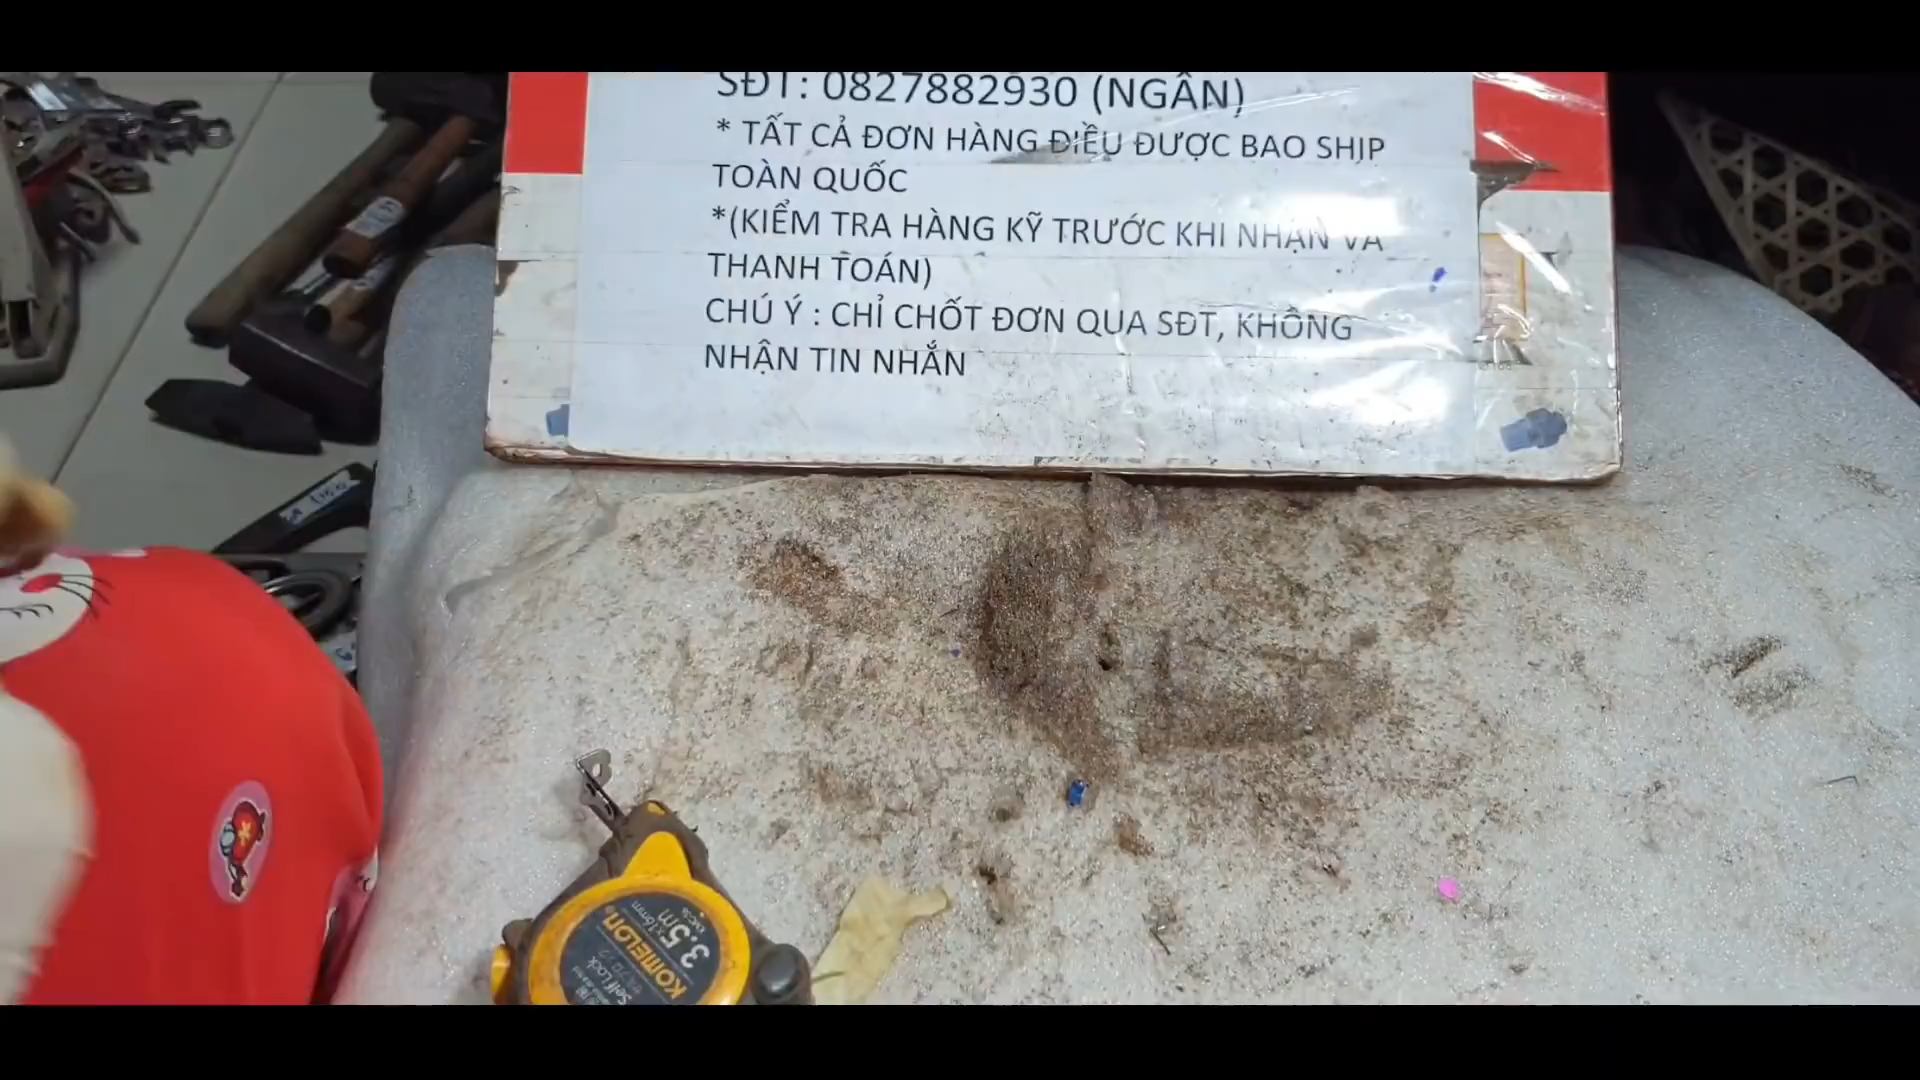 SĐT: 0827882930 (NGÂN)
* TẤT CẢ ĐƠN HÀNG ĐIỀU ĐƯỢC BAO SHIP
TOÀN QUỐC
*(KIỂM TRA HÀNG KỸ TRƯỚC KHI NHẬN VÀ
THANH TOÁN)
CHÚ Ý : CHỈ CHỐT ĐƠN QUA SĐT, KHÔNG
NHẬN TIN NHẮN
KOMELON
3.5m
x16mm
Self Lock